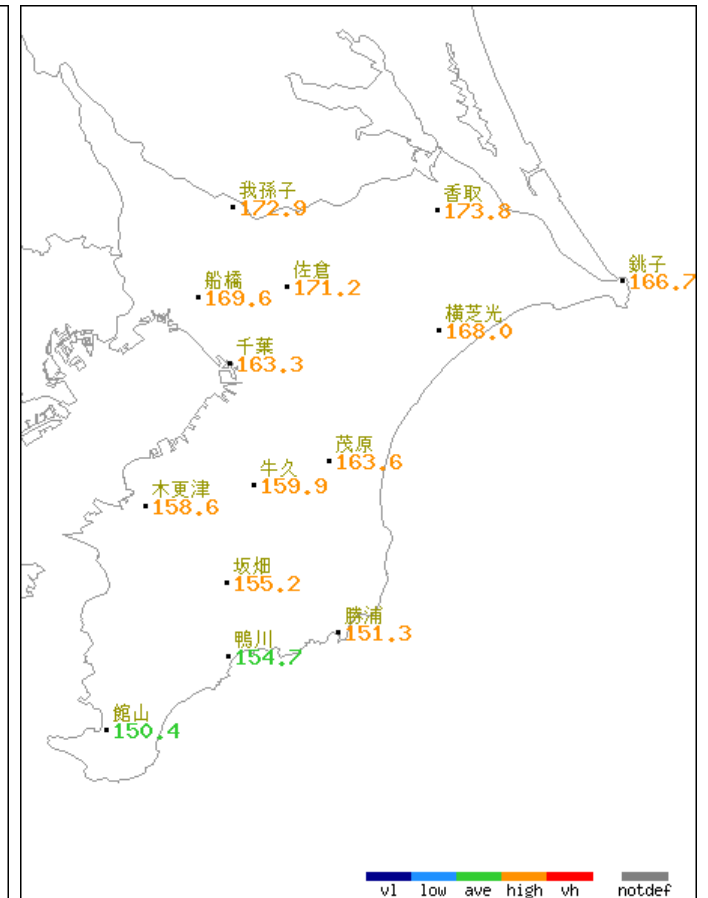 我孫子
172.9
香取
173.8
佐倉
171.2
銚子
166.7
船橋
169.6
横芝光
168.0
千葉
163.3
茂原
163.6
牛久
159.9
木更津
158.6
坂畑
155.2
勝浦
151.3
鴨川
154.7
館山
150.4
vl low ave high vh notdef